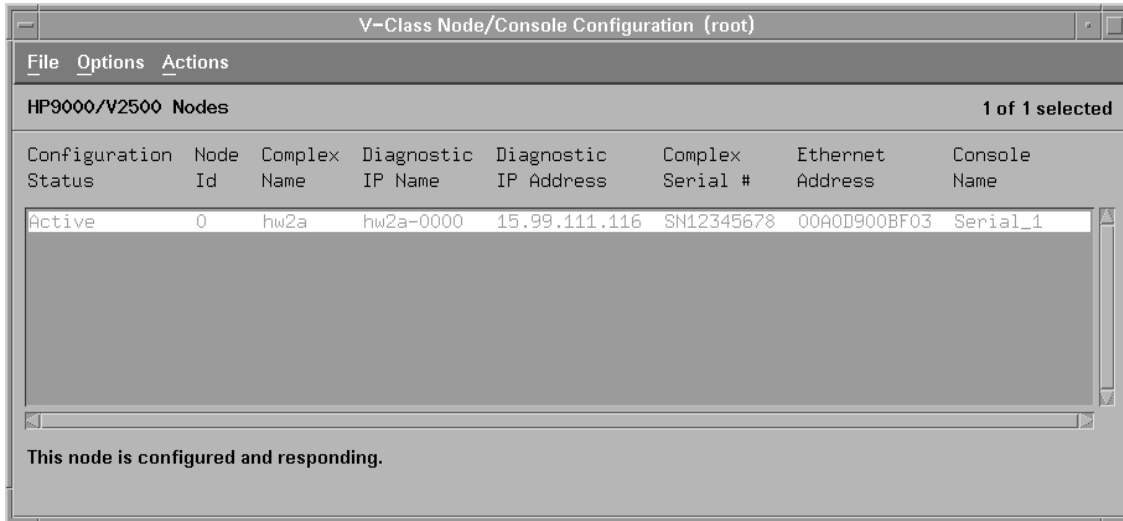 V-Class Node/Console Configuration (root)
File Options Actions
HP9000/V2500 Nodes 1 of 1 selected
Configuration Node Complex Diagnostic Diagnostic Complex Ethernet Console
Status Id Name IP Name IP Address Serial # Address Name
Active 0 hw2a hw2a-0000 15.99.111.116 SN12345678 00A0D900BF03 Serial_1
This node is configured and responding.